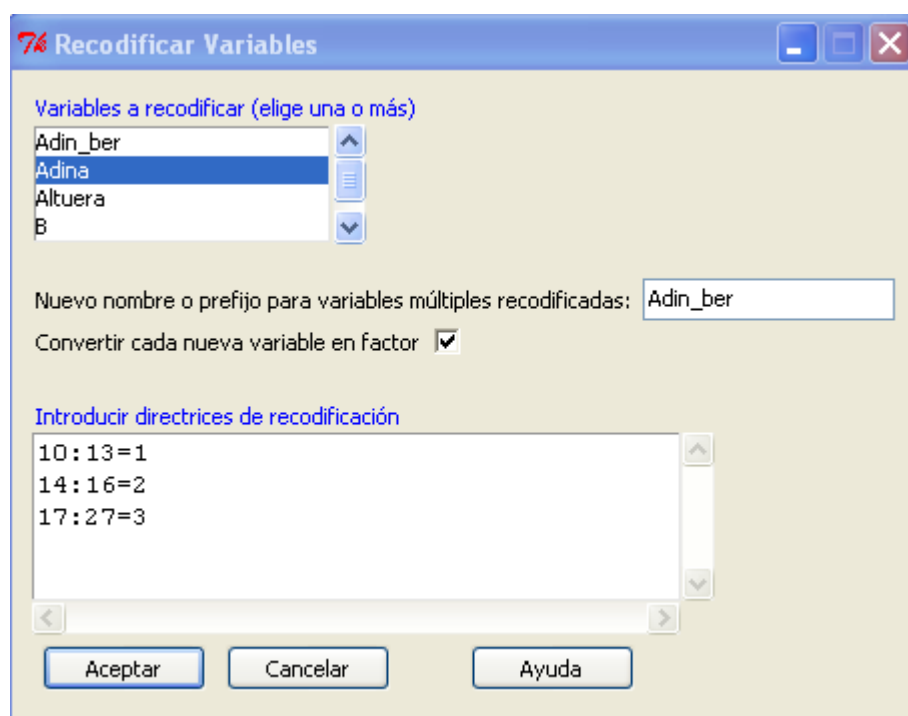 Recodificar Variables
Variables a recodificar (elige una o más)
Adin_ber
Adina
Altuera
B
Nuevo nombre o prefijo para variables múltiples recodificadas: Adin_ber
Convertir cada nueva variable en factor
Introducir directrices de recodificación
10:13=1
14:16=2
17:27=3
Aceptar Cancelar Ayuda